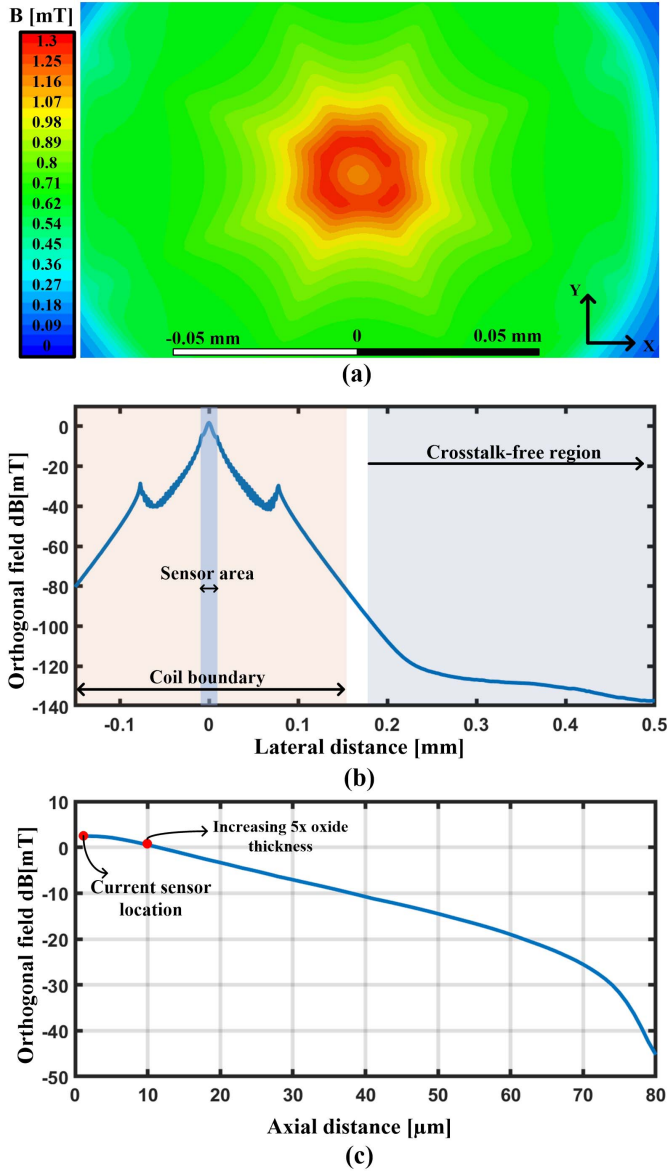 B [mT]
1.3
1.25
1.16
1.07
0.98
0.89
0.8
0.71
0.62
0.54
0.45
0.36
0.27
0.18
0.09
0
-0.05 mm
0
0.05 mm
Y
X
(a)
Orthogonal field dB[mT]
0
-20
-40
-60
-80
-100
-120
-140
Crosstalk-free region
Sensor area
Coil boundary
-0.1
0
0.1
0.2
0.3
0.4
0.5
Lateral distance [mm]
(b)
Orthogonal field dB[mT]
10
0
-10
-20
-30
-40
-50
Increasing 5x oxide
thickness
Current sensor
location
0
10
20
30
40
50
60
70
80
Axial distance [µm]
(c)